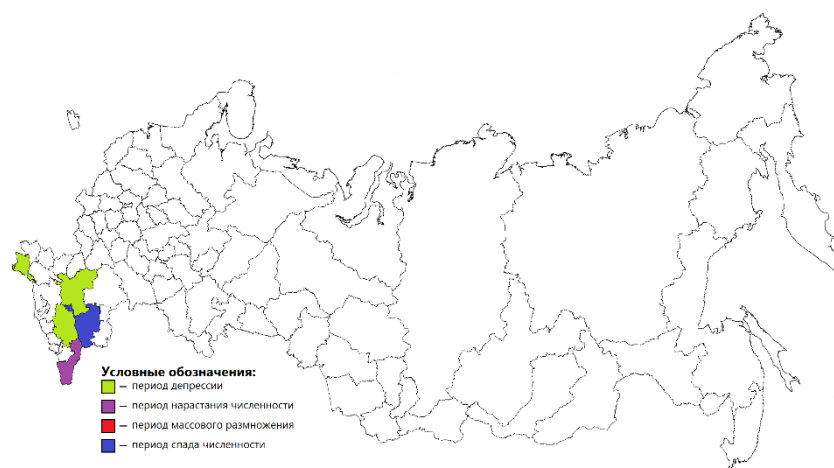 Условные обозначения:
— период депрессии
— период нарастания численности
— период массового размножения
— период спада численности